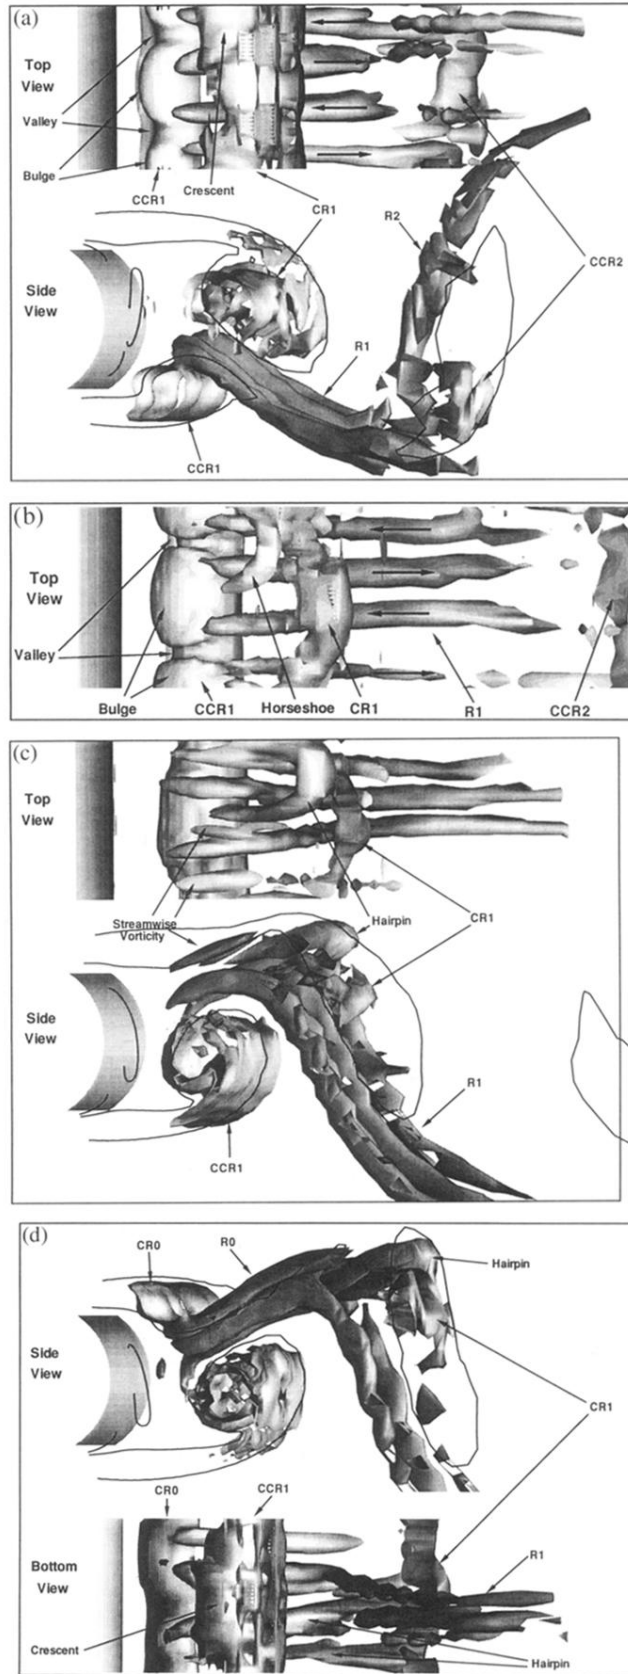 (a)
Top
View
Valley
Bulge
CCR1
Crescent
CR1
R2
CCR2
Side
View
R1
CCR1
(b)
Top
View
Valley
Bulge
CCR1
Horseshoe
CR1
R1
CCR2
(c)
Top
View
Streamwise
Vorticity
Hairpin
CR1
Side
View
R1
CCR1
(d)
CR0
R0
Hairpin
Side
View
CR1
CR0
CCR1
Bottom
View
R1
Crescent
Hairpin